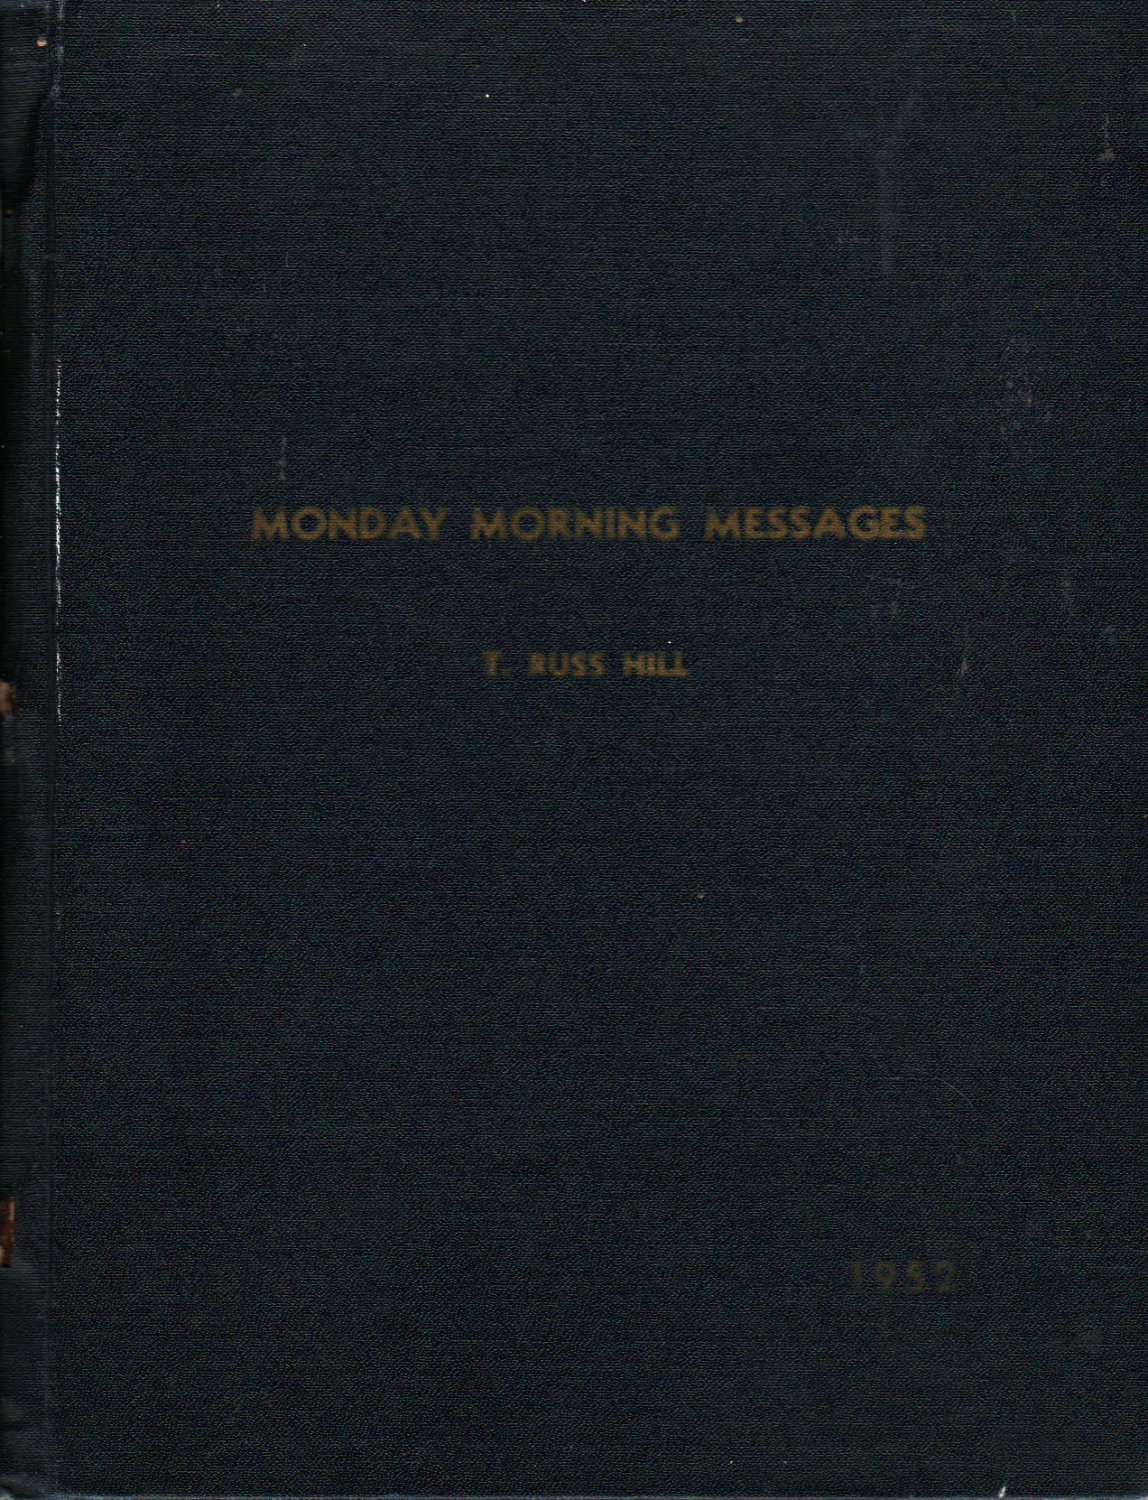 MONDAY MORNING MESSAGES
T. RUSS HILL
1952